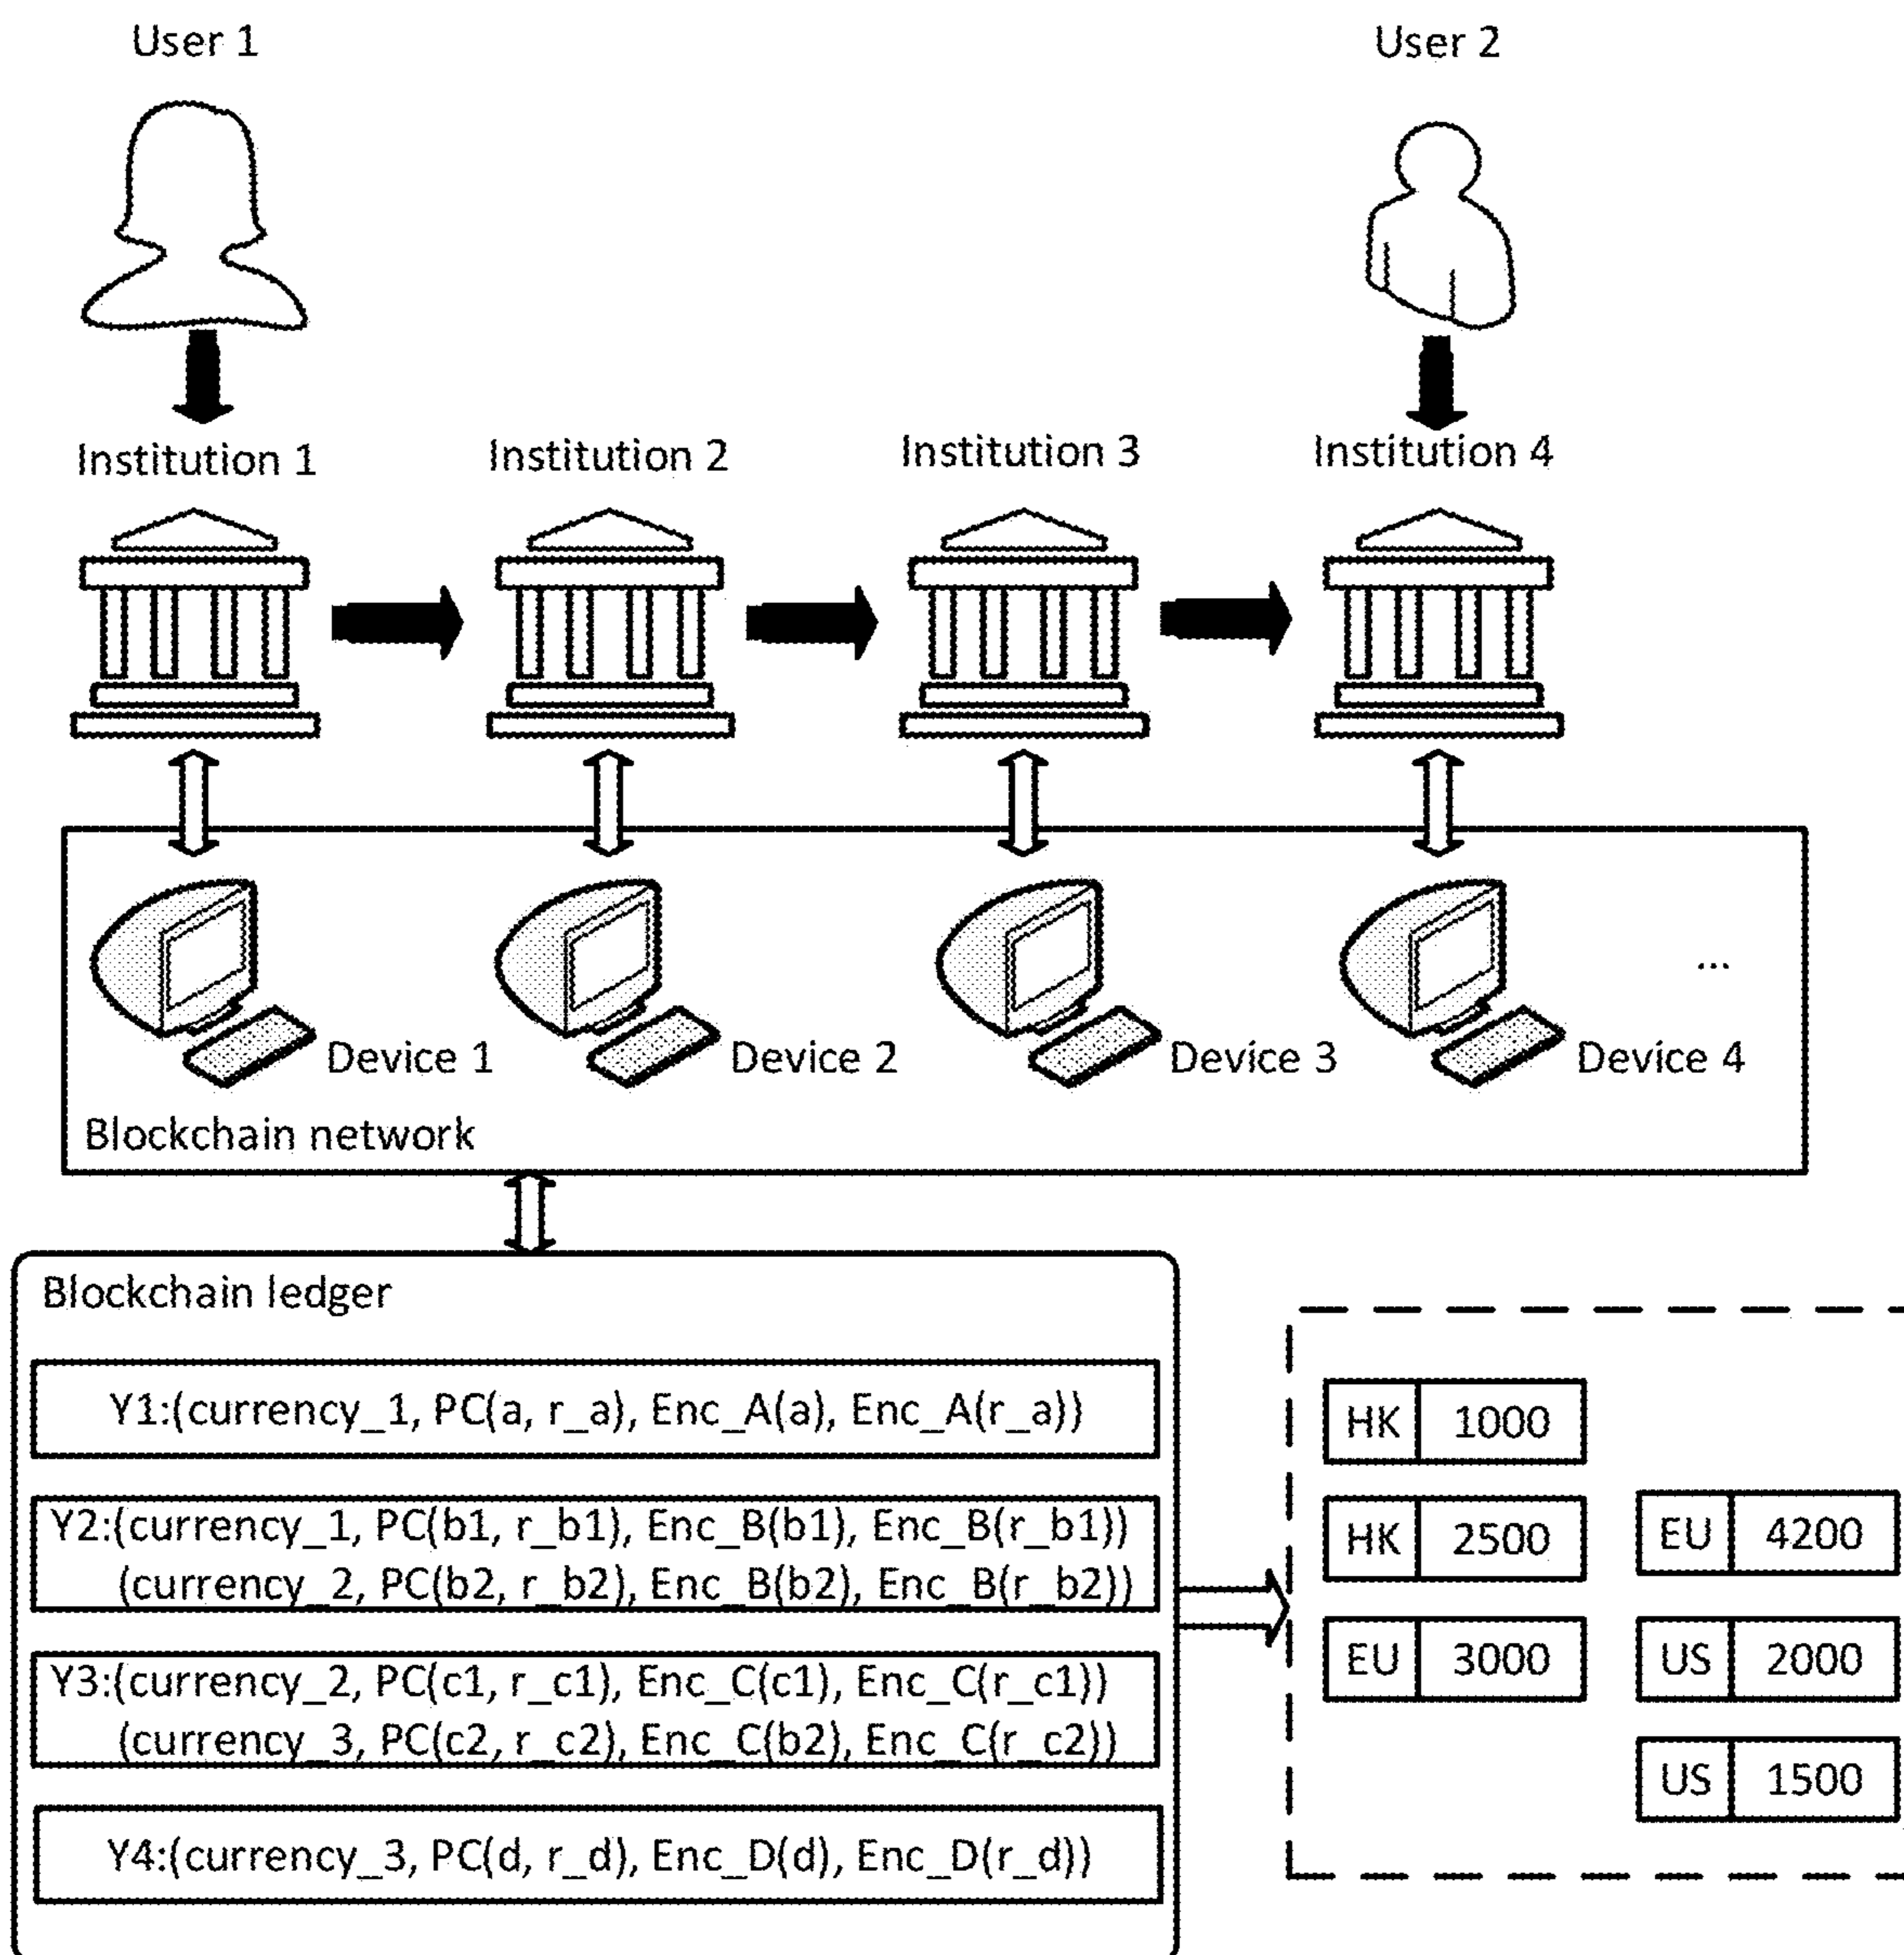 User 1
User 2
Institution 1
Institution 2
Institution 3
Institution 4
Device 1
Device 2
Device 3
Device 4
...
Blockchain network
Blockchain ledger
Y1:(currency_1, PC(a, r_a), Enc_A(a), Enc_A(r_a))
Y2:(currency_1, PC(b1, r_b1), Enc_B(b1), Enc_B(r_b1))
(currency_2, PC(b2, r_b2), Enc_B(b2), Enc_B(r_b2))
Y3:(currency_2, PC(c1, r_c1), Enc_C(c1), Enc_C(r_c1))
(currency_3, PC(c2, r_c2), Enc_C(b2), Enc_C(r_c2))
Y4:(currency_3, PC(d, r_d), Enc_D(d), Enc_D(r_d))
HK 1000
HK 2500
EU 4200
EU 3000
US 2000
US 1500